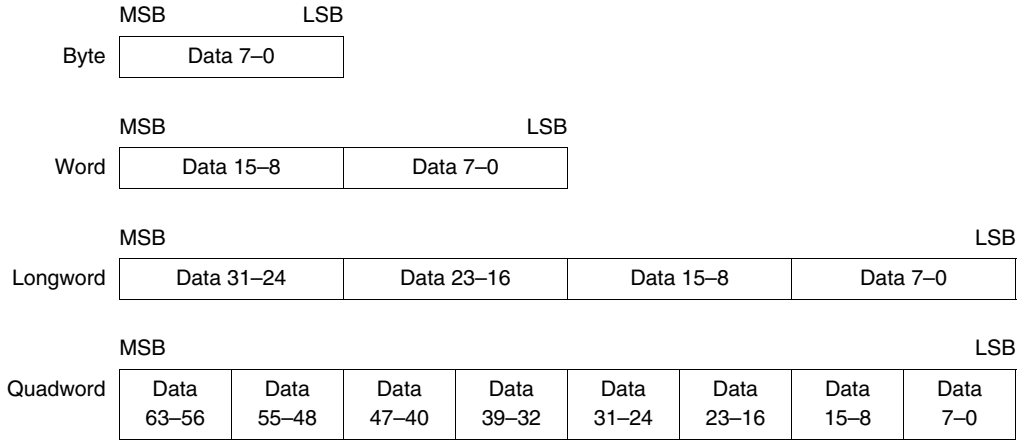 MSB LSB
Byte Data 7–0
MSB LSB
Word Data 15–8 Data 7–0
MSB LSB
Longword Data 31–24 Data 23–16 Data 15–8 Data 7–0
MSB LSB
Quadword Data 63–56 Data 55–48 Data 47–40 Data 39–32 Data 31–24 Data 23–16 Data 15–8 Data 7–0